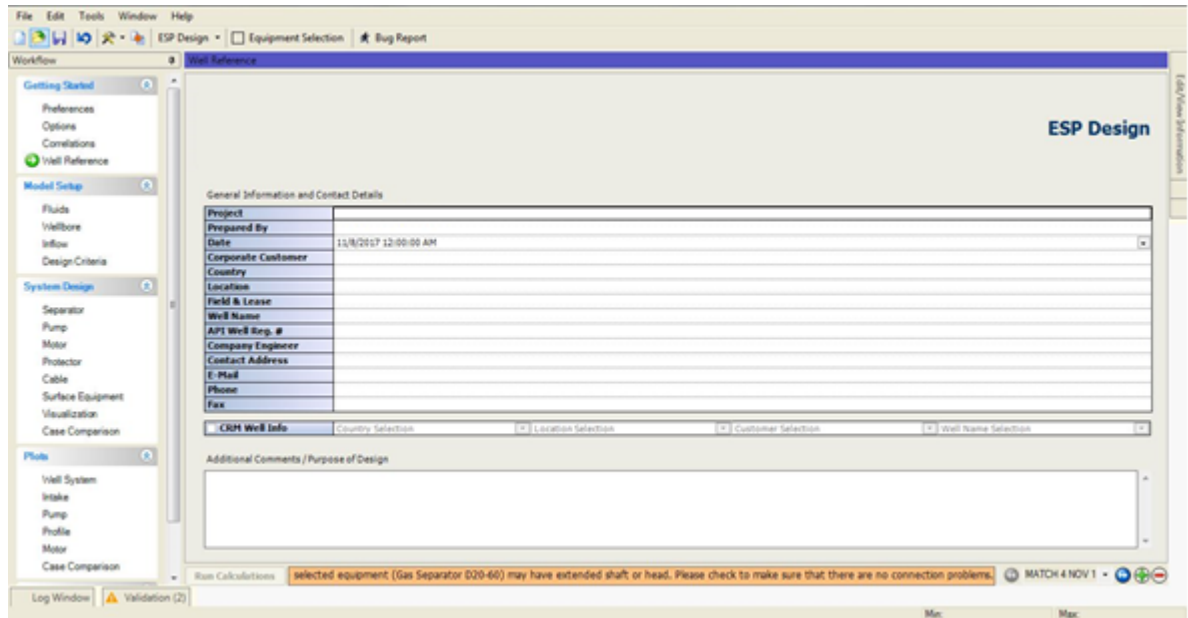 File Edit Tools Window Help
ESP Design Equipment Selection Bug Report
Workflow
Well Reference
Getting Started
Preferences
Options
Correlations
Well Reference
Model Setup
Fluids
Wellbore
Inflow
Design Criteria
System Design
Separator
Pump
Motor
Protector
Cable
Surface Equipment
Visualization
Case Comparison
Plots
Well System
Intake
Pump
Profile
Motor
Case Comparison
ESP Design
General Information and Contact Details
Project
Prepared By
Date 11/8/2017 12:00:00 AM
Corporate Customer
Country
Location
Field & Lease
Well Name
API Well Reg. #
Company Engineer
Contact Address
E-Mail
Phone
Fax
CRM Well Info Country Selection Location Selection Customer Selection Well Name Selection
Additional Comments / Purpose of Design
Run Calculations selected equipment (Gas Separator D20-60) may have extended shaft or head. Please check to make sure that there are no connection problems. MATCH 4 NOV 1
Log Window Validation (2)
Min: Max:
Edit/View Information